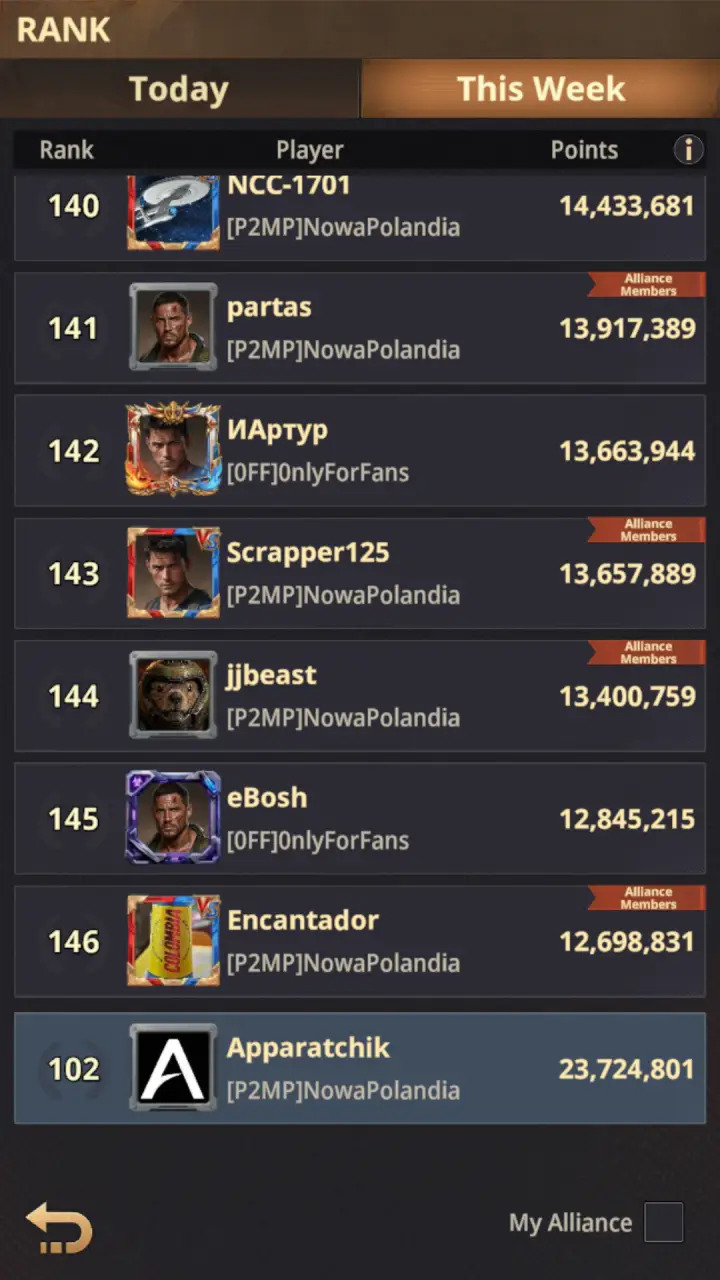 RANK
Today
This Week
Rank
Player
Points
i
140
NCC-1701
[P2MP]NowaPolandia
14,433,681
Alliance
Members
141
partas
[P2MP]NowaPolandia
13,917,389
142
ИАртур
[0FF]0nlyForFans
13,663,944
Alliance
Members
143
VS
Scrapper125
[P2MP]NowaPolandia
13,657,889
Alliance
Members
144
jjbeast
[P2MP]NowaPolandia
13,400,759
145
eBosh
[0FF]0nlyForFans
12,845,215
Alliance
Members
146
VS
COLOMBIA
Encantador
[P2MP]NowaPolandia
12,698,831
102
A
Apparatchik
[P2MP]NowaPolandia
23,724,801
My Alliance